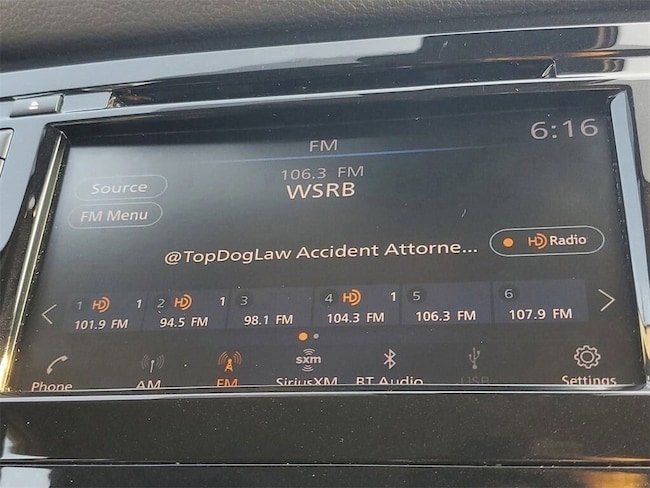 6:16
FM
106.3 FM
WSRB
Source
FM Menu
@TopDogLaw Accident Attorne...
HD Radio
1 HD 1 2 HD 1 3 4 HD 1 5 6
101.9 FM 94.5 FM 98.1 FM 104.3 FM 106.3 FM 107.9 FM
sxm
Phone AM FM SiriusXM BT Audio USB Settings